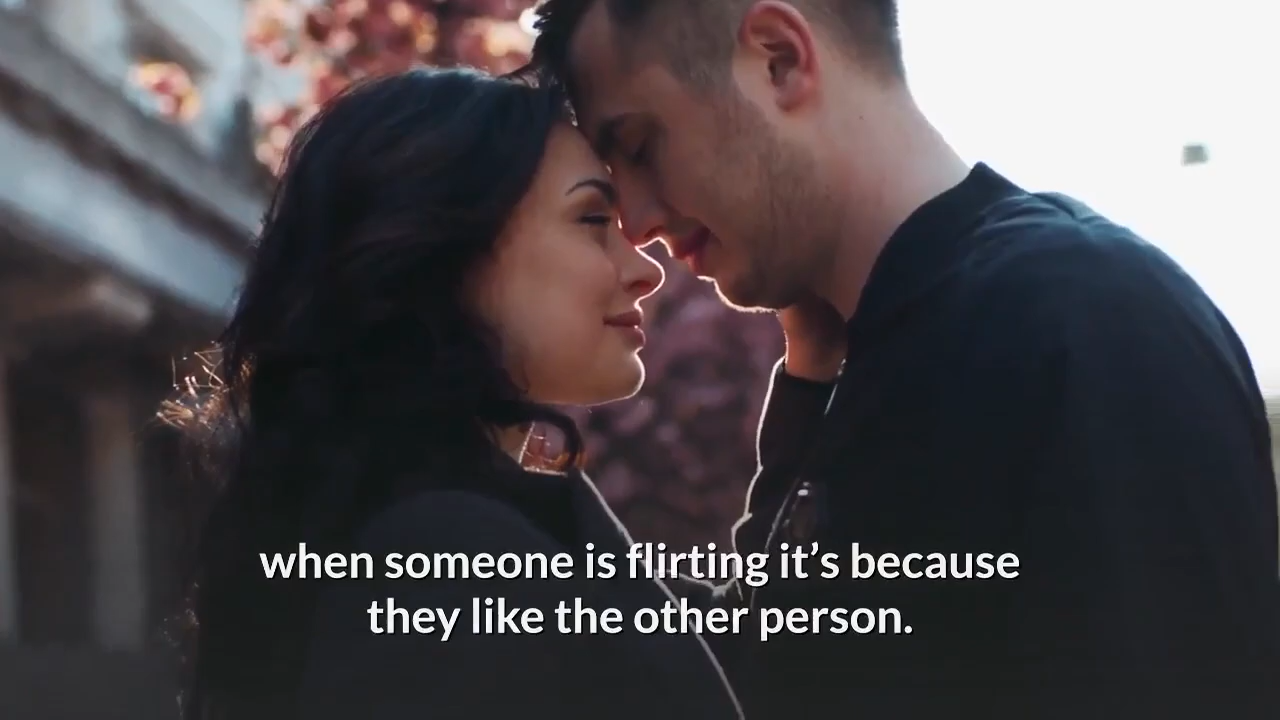 when someone is flirting it’s because
they like the other person.